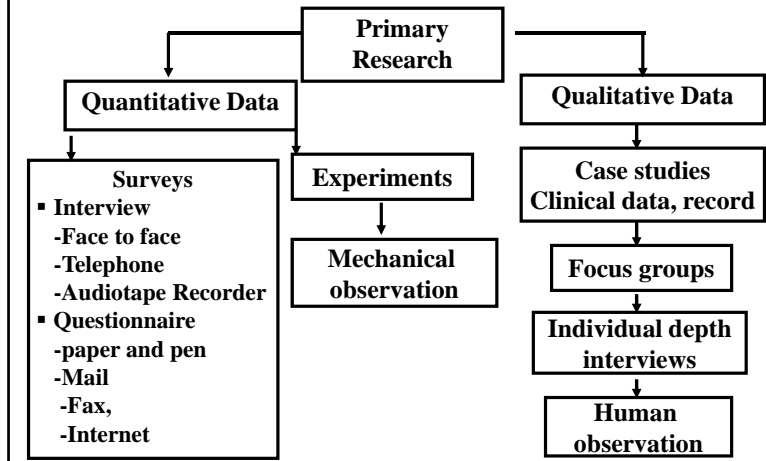 Primary
Research
Quantitative Data
Qualitative Data
Surveys
▪ Interview
-Face to face
-Telephone
-Audiotape Recorder
▪ Questionnaire
-paper and pen
-Mail
-Fax,
-Internet
Experiments
Mechanical
observation
Case studies
Clinical data, record
Focus groups
Individual depth
interviews
Human
observation